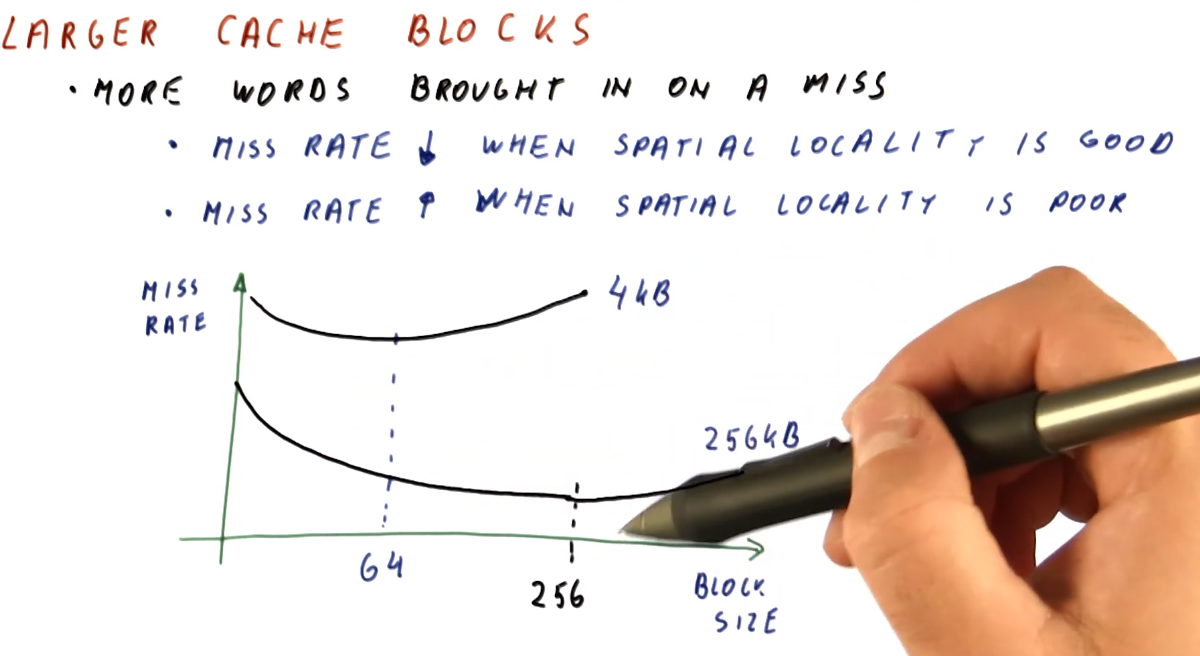 LARGER CACHE BLOCKS
• MORE WORDS BROUGHT IN ON A MISS
• MISS RATE ↓ WHEN SPATIAL LOCALITY IS GOOD
• MISS RATE ↑ WHEN SPATIAL LOCALITY IS POOR
MISS
RATE
4kB
256kB
64
256
BLOCK
SIZE